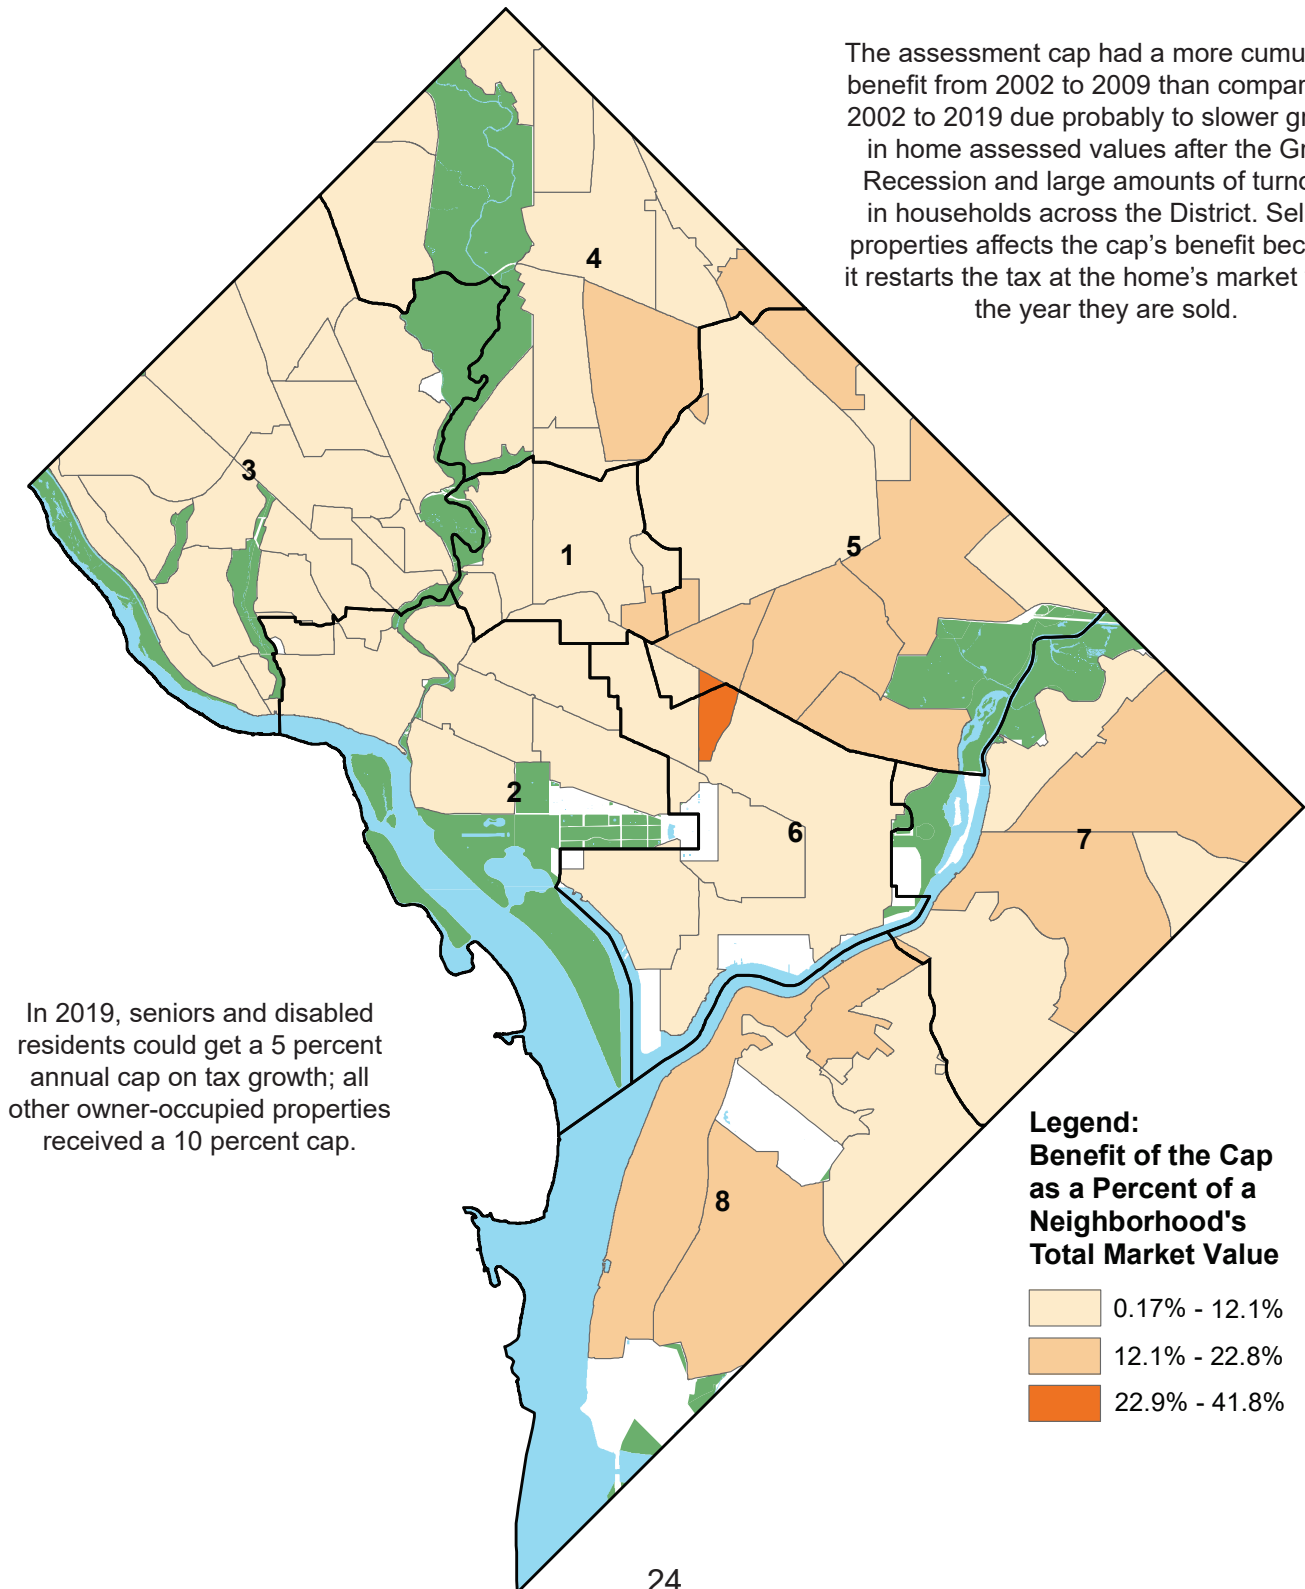 The assessment cap had a more cumu
benefit from 2002 to 2009 than compar
2002 to 2019 due probably to slower gr
in home assessed values after the Gr
Recession and large amounts of turno
in households across the District. Sel
properties affects the cap's benefit bec
it restarts the tax at the home's market
the year they are sold.
4
3
1
5
2
6
7
In 2019, seniors and disabled
residents could get a 5 percent
annual cap on tax growth; all
other owner-occupied properties
received a 10 percent cap.
8
Legend:
Benefit of the Cap
as a Percent of a
Neighborhood's
Total Market Value
0.17% - 12.1%
12.1% - 22.8%
22.9% - 41.8%
24